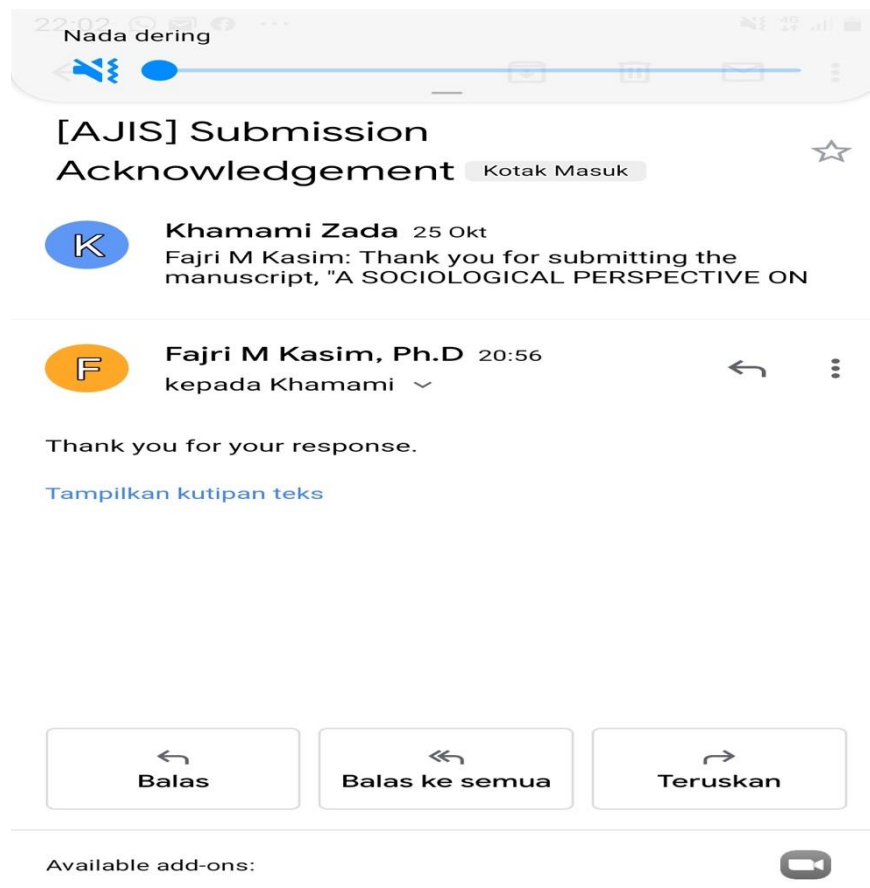 22:02
Nada dering
[AJIS] Submission
Acknowledgement Kotak Masuk
K
Khamami Zada 25 Okt
Fajri M Kasim: Thank you for submitting the
manuscript, "A SOCIOLOGICAL PERSPECTIVE ON
F
Fajri M Kasim, Ph.D 20:56
kepada Khamami
Thank you for your response.
Tampilkan kutipan teks
Balas Balas ke semua Teruskan
Available add-ons: